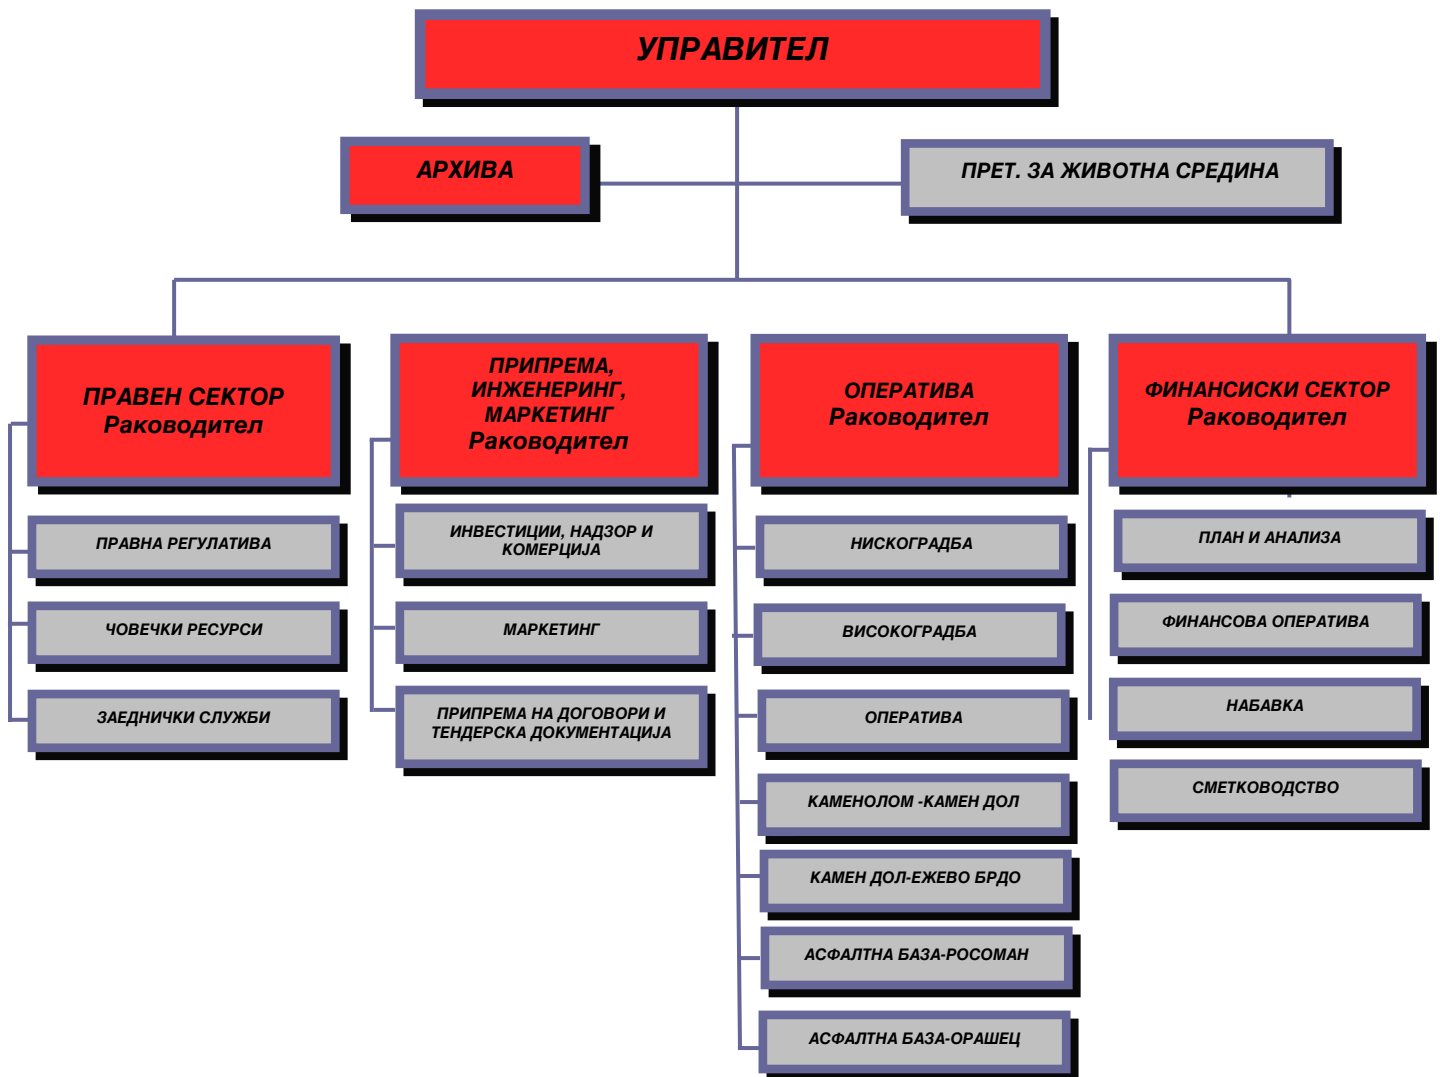 УПРАВИТЕЛ
АРХИВА
ПРЕТ. ЗА ЖИВОТНА СРЕДИНА
ПРАВЕН СЕКТОР
Раководител
ПРАВНА РЕГУЛАТИВА
ЧОВЕЧКИ РЕСУРСИ
ЗАЕДНИЧКИ СЛУЖБИ
ПРИПРЕМА,
ИНЖЕНЕРИНГ,
МАРКЕТИНГ
Раководител
ИНВЕСТИЦИИ, НАДЗОР И
КОМЕРЦИЈА
МАРКЕТИНГ
ПРИПРЕМА НА ДОГОВОРИ И
ТЕНДЕРСКА ДОКУМЕНТАЦИЈА
ОПЕРАТИВА
Раководител
НИСКОГРАДБА
ВИСОКОГРАДБА
ОПЕРАТИВА
КАМЕНОЛОМ -КАМЕН ДОЛ
КАМЕН ДОЛ-ЕЖЕВО БРДО
АСФАЛТНА БАЗА-РОСОМАН
АСФАЛТНА БАЗА-ОРАШЕЦ
ФИНАНСИСКИ СЕКТОР
Раководител
ПЛАН И АНАЛИЗА
ФИНАНСОВА ОПЕРАТИВА
НАБАВКА
СМЕТКОВОДСТВО